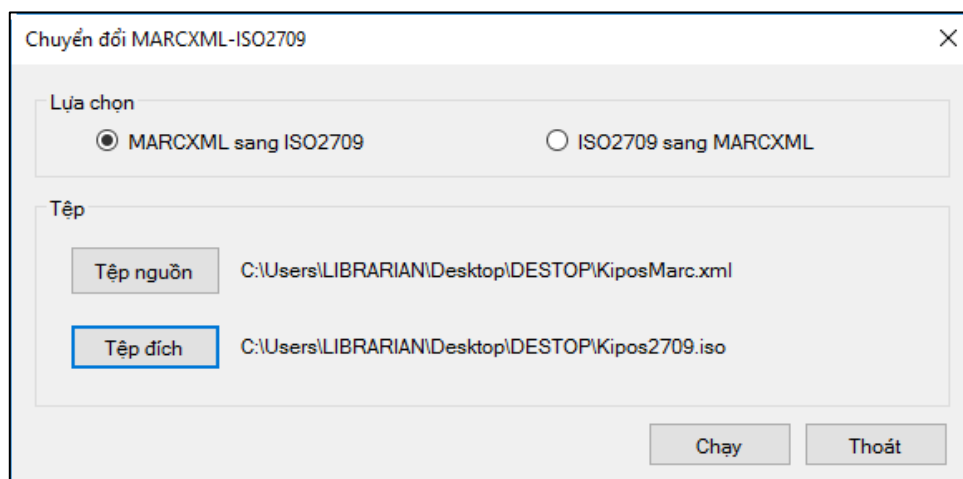 Chuyển đổi MARCXML-ISO2709
Lựa chọn
MARCXML sang ISO2709 ISO2709 sang MARCXML
Tệp
Tệp nguồn C:\Users\LIBRARIAN\Desktop\DESTOP\KiposMarc.xml
Tệp đích C:\Users\LIBRARIAN\Desktop\DESTOP\Kipos2709.iso
Chạy Thoát